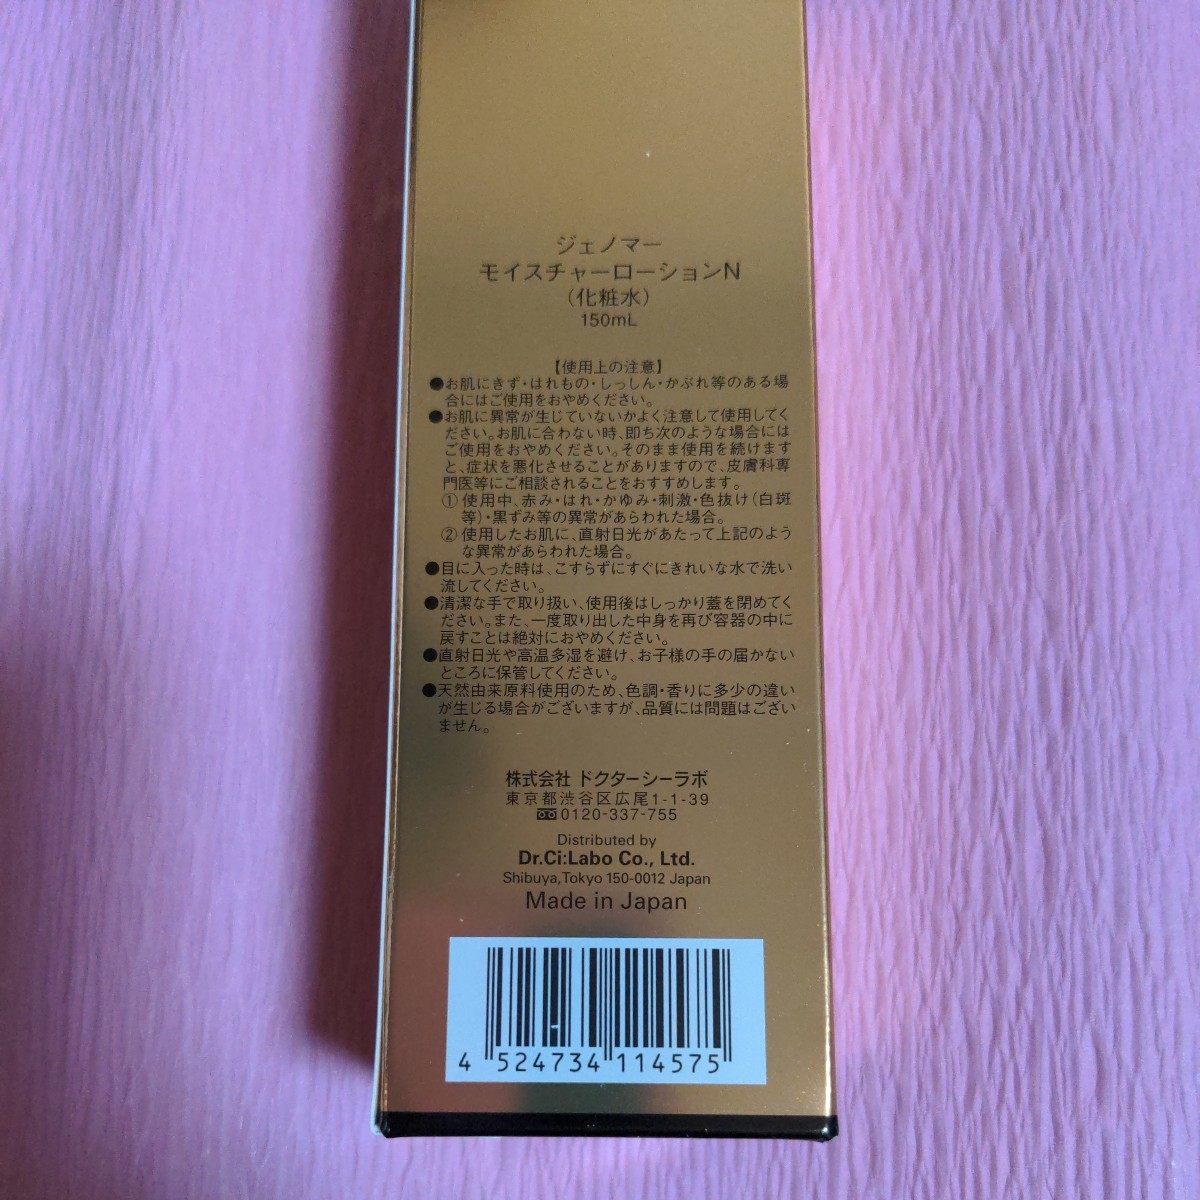 ジェノマー
モイスチャーローションN
(化粧水)
150mL
【使用上の注意】
●お肌にきず・はれもの・しっしん・かぶれ等のある場
合にはご使用をおやめください。
●お肌に異常が生じていないかよく注意して使用してく
ださい。お肌に合わない時、即ち次のような場合には
ご使用をおやめください。そのまま使用を続けます
と、症状を悪化させることがありますので、皮膚科専
門医等にご相談されることをおすすめします。
①使用中、赤み・はれ・かゆみ・刺激・色抜け(白斑
等)・黒ずみ等の異常があらわれた場合。
②使用したお肌に、直射日光があたって上記のよう
な異常があらわれた場合。
●目に入った時は、こすらずにすぐにきれいな水で洗い
流してください。
●清潔な手で取り扱い、使用後はしっかり蓋を閉めてく
ださい。また、一度取り出した中身を再び容器の中に
戻すことは絶対におやめください。
●直射日光や高温多湿を避け、お子様の手の届かない
ところに保管してください。
●天然由来原料使用のため、色調・香りに多少の違い
が生じる場合がございますが、品質には問題はござい
ません。
株式会社 ドクターシーラボ
東京都渋谷区広尾1-1-39
0120-337-755
Distributed by
Dr.Ci:Labo Co., Ltd.
Shibuya,Tokyo 150-0012 Japan
Made in Japan
4 524734 114575